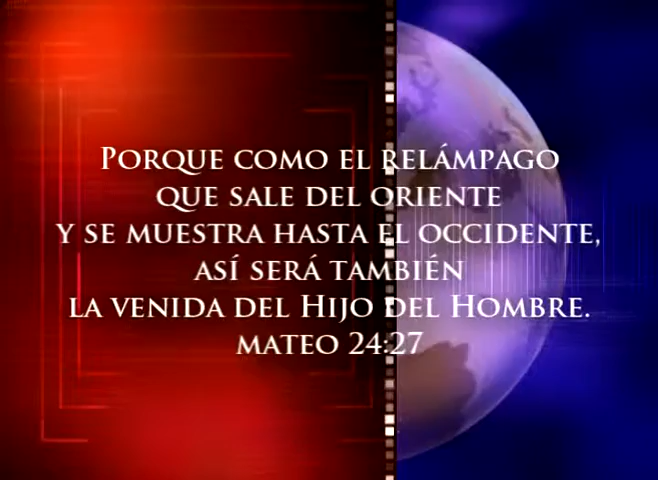 Porque como el relámpago
que sale del oriente
y se muestra hasta el occidente,
así será también
la venida del Hijo del Hombre.
mateo 24:27